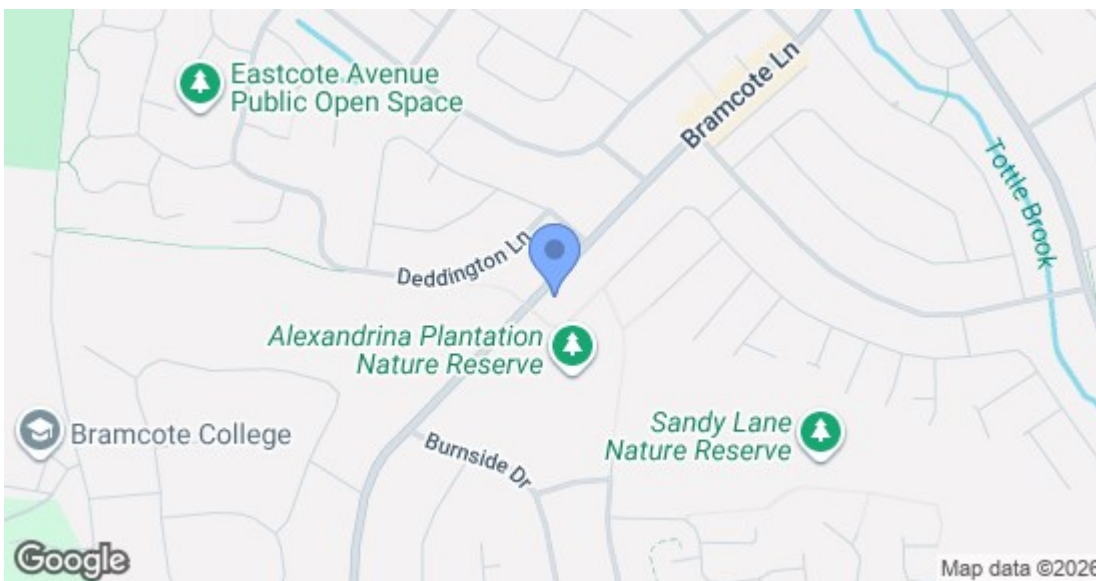 Eastcote Avenue
Public Open Space
Bramcote Ln
Tottle Brook
Deddington Ln
Alexandrina Plantation
Nature Reserve
Sandy Lane
Nature Reserve
Bramcote College
Burnside Dr
Google
Map data ©2026